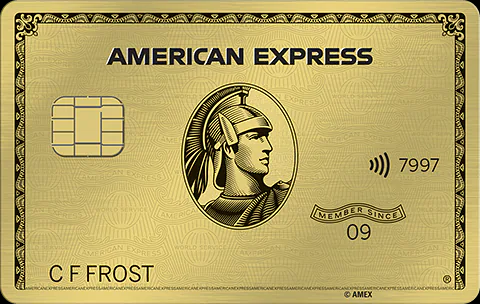 AMERICAN EXPRESS
7997
MEMBER SINCE
09
C F FROST
®
© AMEX